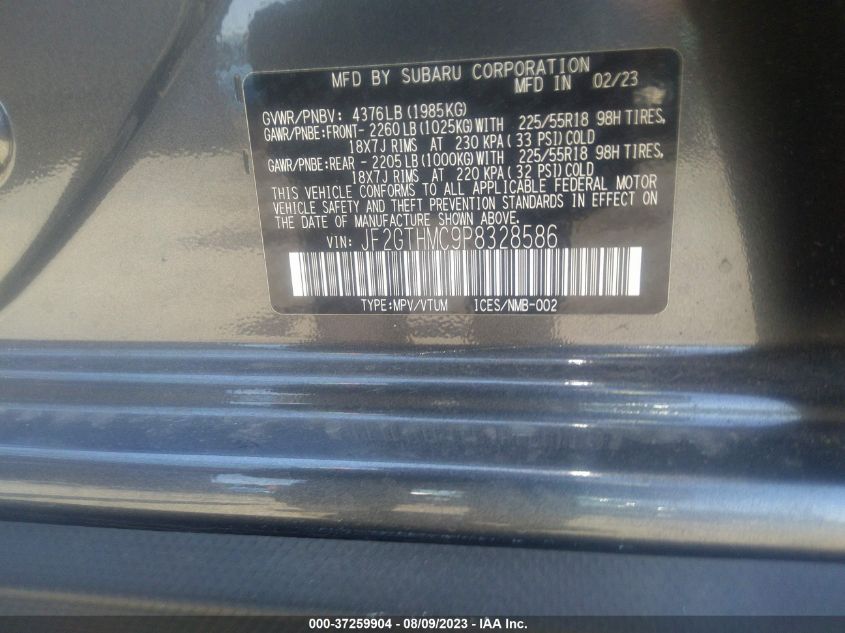 MFD BY SUBARU CORPORATION
MFD IN 02/23
GVWR/PNBV: 4376LB(1985KG)
GAWR/PNBE:FRONT- 2260LB(1025KG)WITH 225/55R18 98H TIRES,
18X7J RIMS AT 230 KPA( 33 PSI)COLD
GAWR/PNBE:REAR - 2205LB(1000KG)WITH 225/55R18 98H TIRES,
18X7J RIMS AT 220 KPA( 32 PSI)COLD
THIS VEHICLE CONFORMS TO ALL APPLICABLE FEDERAL MOTOR
VEHICLE SAFETY AND THEFT PREVENTION STANDARDS IN EFFECT ON
THE DATE OF MANUFACTURE SHOWN ABOVE.
VIN: JF2GTHMC9P8328586
TYPE:MPV/VTUM ICES/NMB-002
000-37259904 - 08/09/2023 - IAA Inc.